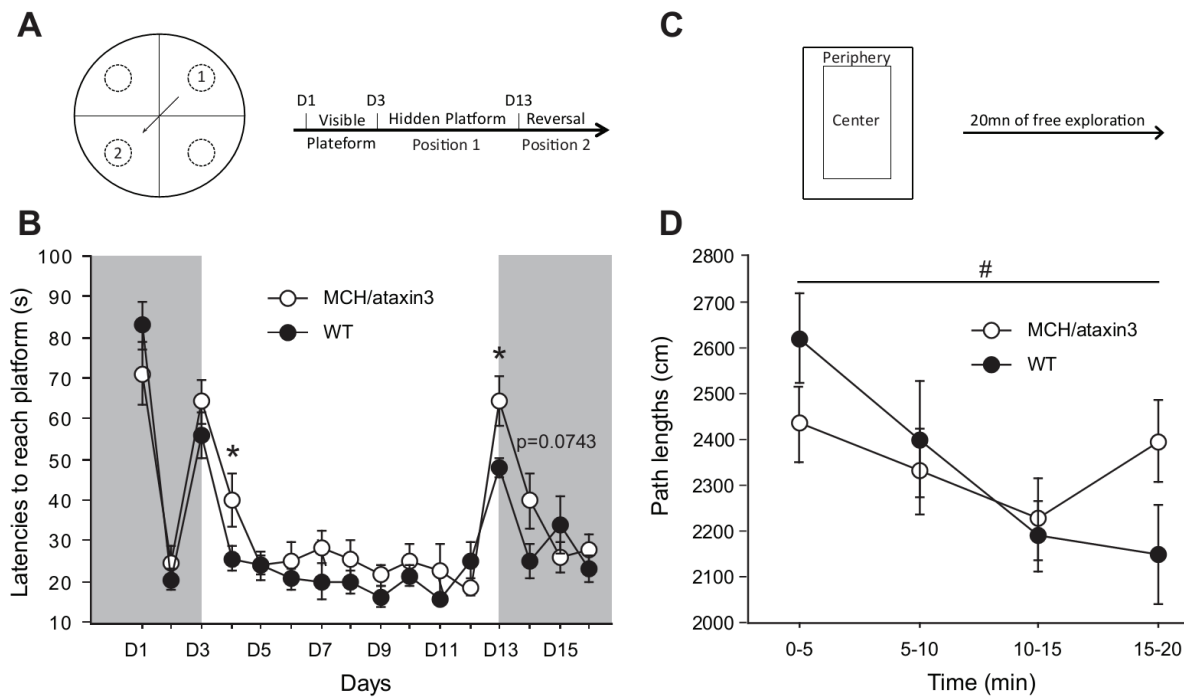 A
1
2
D1 D3 D13
Visible Hidden Platform Reversal
Plateform Position 1 Position 2
C
Periphery
Center
20mn of free exploration
B
Latencies to reach platform (s)
100
90
80
70
60
50
40
30
20
10
MCH/ataxin3
WT
*
*
p=0.0743
D1 D3 D5 D7 D9 D11 D13 D15
Days
D
Path lengths (cm)
2800
2700
2600
2500
2400
2300
2200
2100
2000
#
MCH/ataxin3
WT
0-5 5-10 10-15 15-20
Time (min)